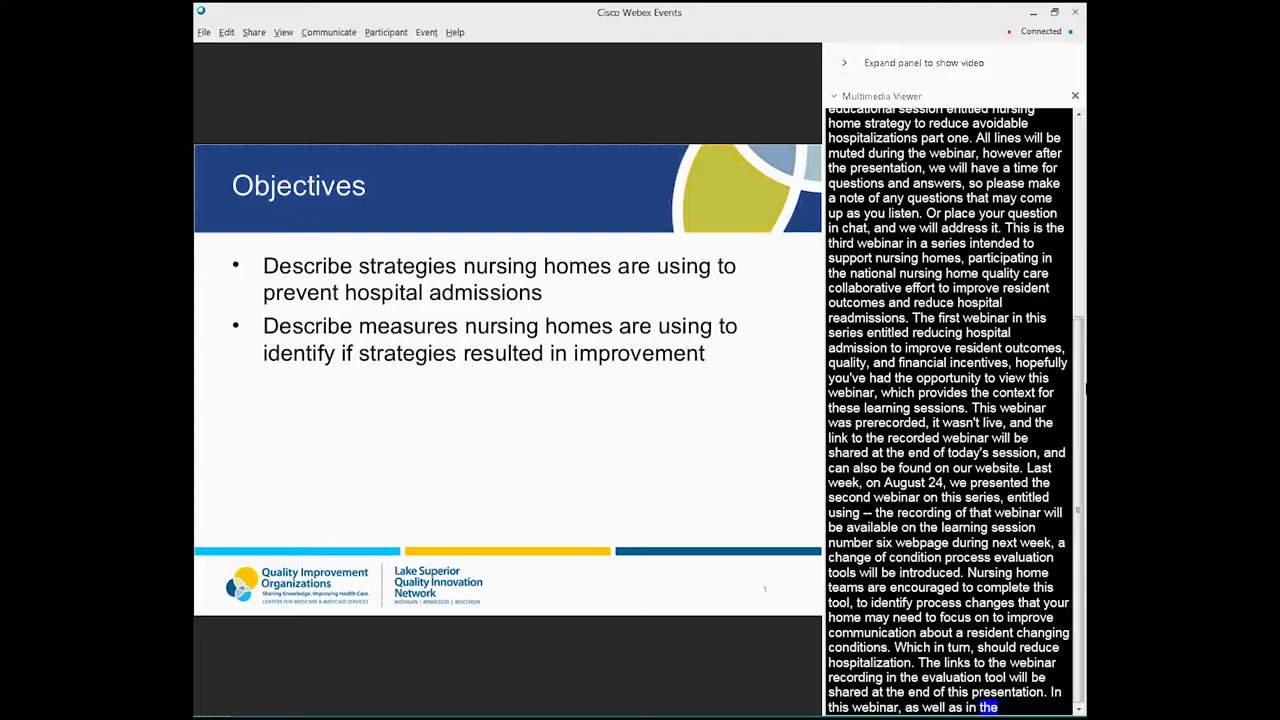 Cisco Webex Events
File Edit Share View Communicate Participant Event Help
Connected
Expand panel to show video
Multimedia Viewer
Objectives
• Describe strategies nursing homes are using to
prevent hospital admissions
• Describe measures nursing homes are using to
identify if strategies resulted in improvement
Quality Improvement
Organizations
Sharing Knowledge. Improving Health Care.
CENTERS FOR MEDICARE & MEDICAID SERVICES
Lake Superior
Quality Innovation
Network
MICHIGAN | MINNESOTA | WISCONSIN
1
educational session entitled nursing
home strategy to reduce avoidable
hospitalizations part one. All lines will be
muted during the webinar, however after
the presentation, we will have a time for
questions and answers, so please make
a note of any questions that may come
up as you listen. Or place your question
in chat, and we will address it. This is the
third webinar in a series intended to
support nursing homes, participating in
the national nursing home quality care
collaborative effort to improve resident
outcomes and reduce hospital
readmissions. The first webinar in this
series entitled reducing hospital
admission to improve resident outcomes,
quality, and financial incentives, hopefully
you've had the opportunity to view this
webinar, which provides the context for
these learning sessions. This webinar
was prerecorded, it wasn't live, and the
link to the recorded webinar will be
shared at the end of today's session, and
can also be found on our website. Last
week, on August 24, we presented the
second webinar on this series, entitled
using -- the recording of that webinar will
be available on the learning session
number six webpage during next week, a
change of condition process evaluation
tools will be introduced. Nursing home
teams are encouraged to complete this
tool, to identify process changes that your
home may need to focus on to improve
communication about a resident changing
conditions. Which in turn, should reduce
hospitalization. The links to the webinar
recording in the evaluation tool will be
shared at the end of this presentation. In
this webinar, as well as in the